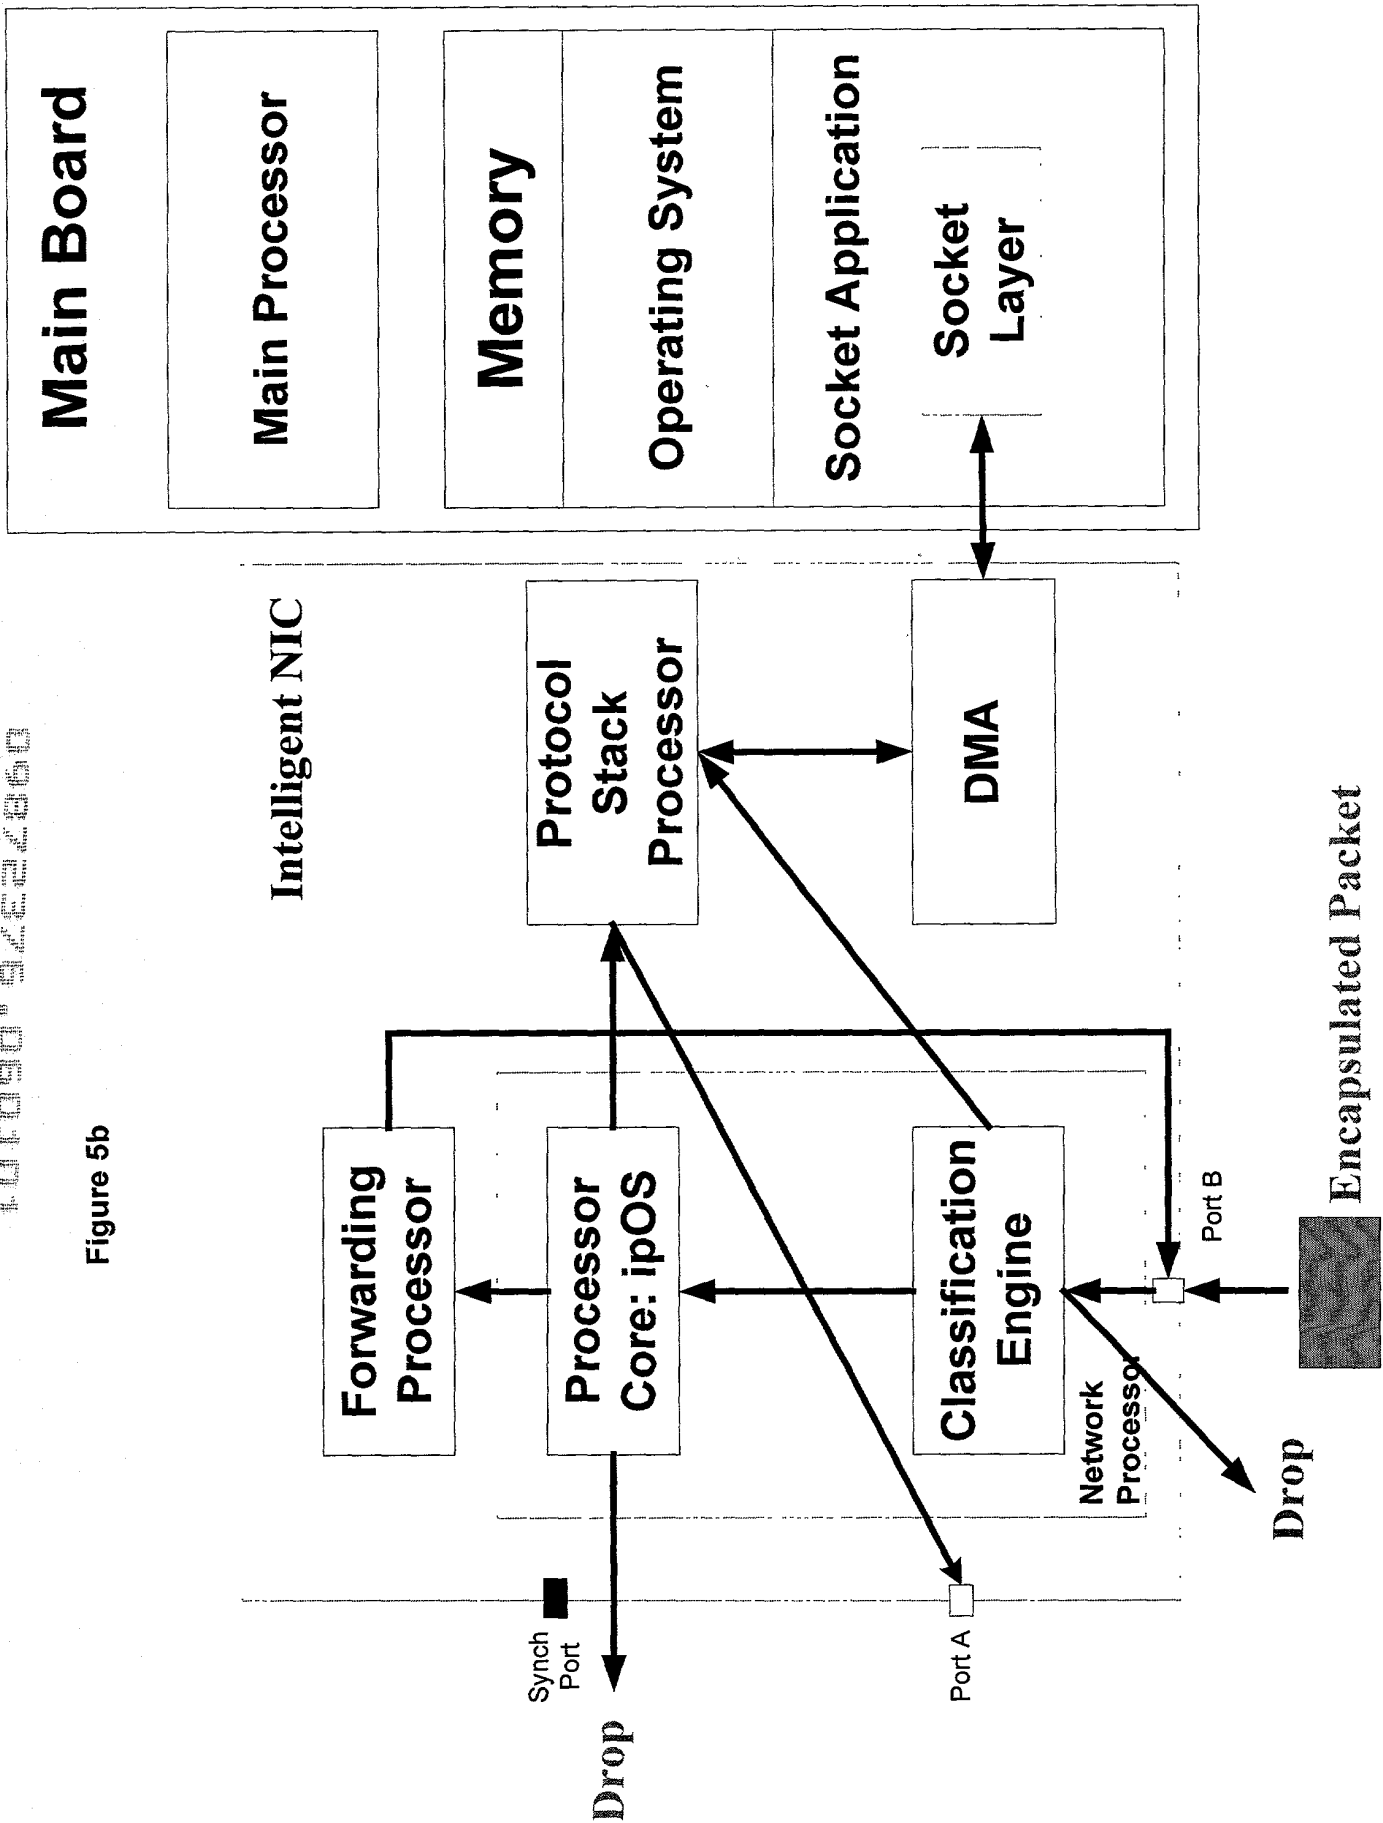 Figure 5b
Main Board
Main Processor
Memory
Operating System
Socket Application
Socket
Layer
Intelligent NIC
Protocol
Stack
Processor
DMA
Forwarding
Processor
Processor
Core: ipOS
Classification
Engine
Network
Processor
Synch
Port
Port A
Port B
Drop
Drop
Encapsulated Packet